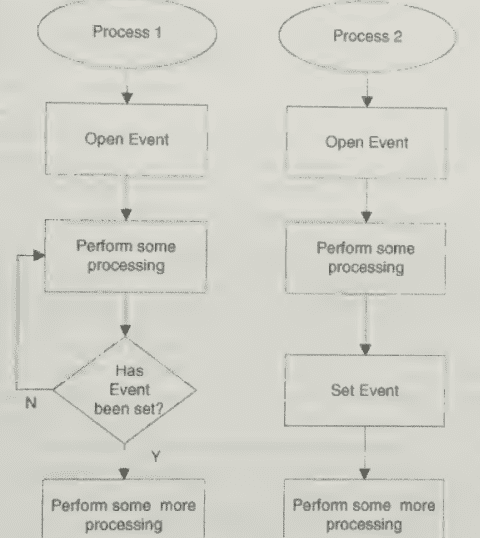 Process 1
Open Event
Perform some
processing
Has
Event
been set?
N
Y
Perform some more
processing
Process 2
Open Event
Perform some
processing
Set Event
Perform some more
processing